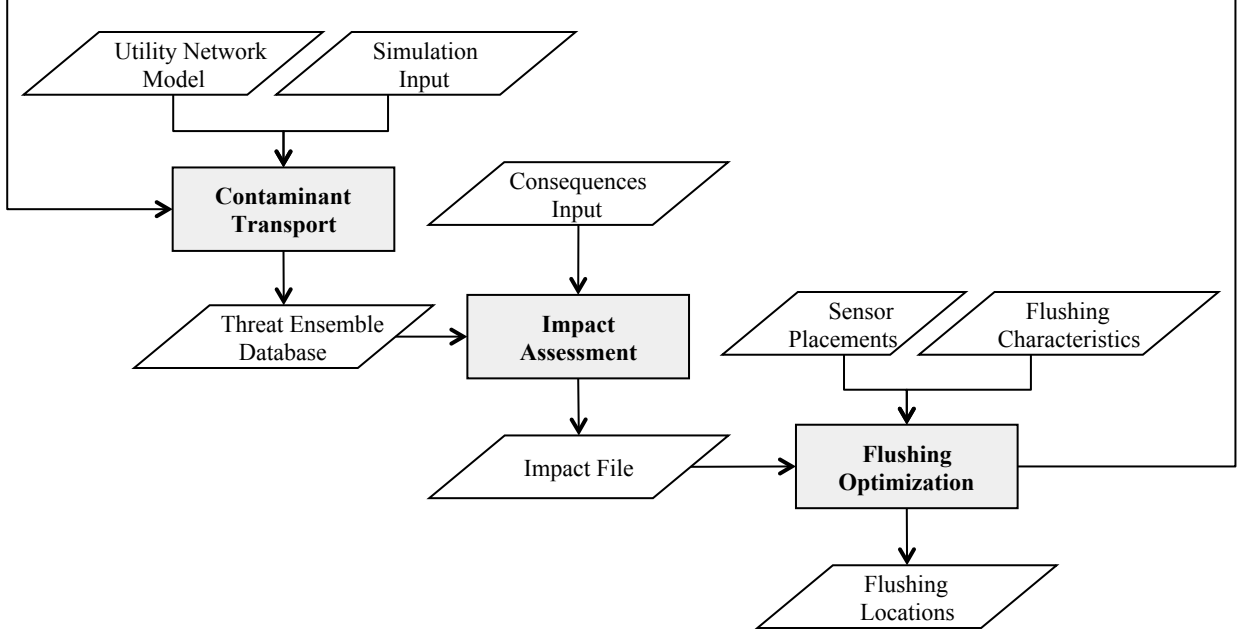 Utility Network
Model
Simulation
Input
Contaminant
Transport
Consequences
Input
Threat Ensemble
Database
Impact
Assessment
Sensor
Placements
Flushing
Characteristics
Impact File
Flushing
Optimization
Flushing
Locations